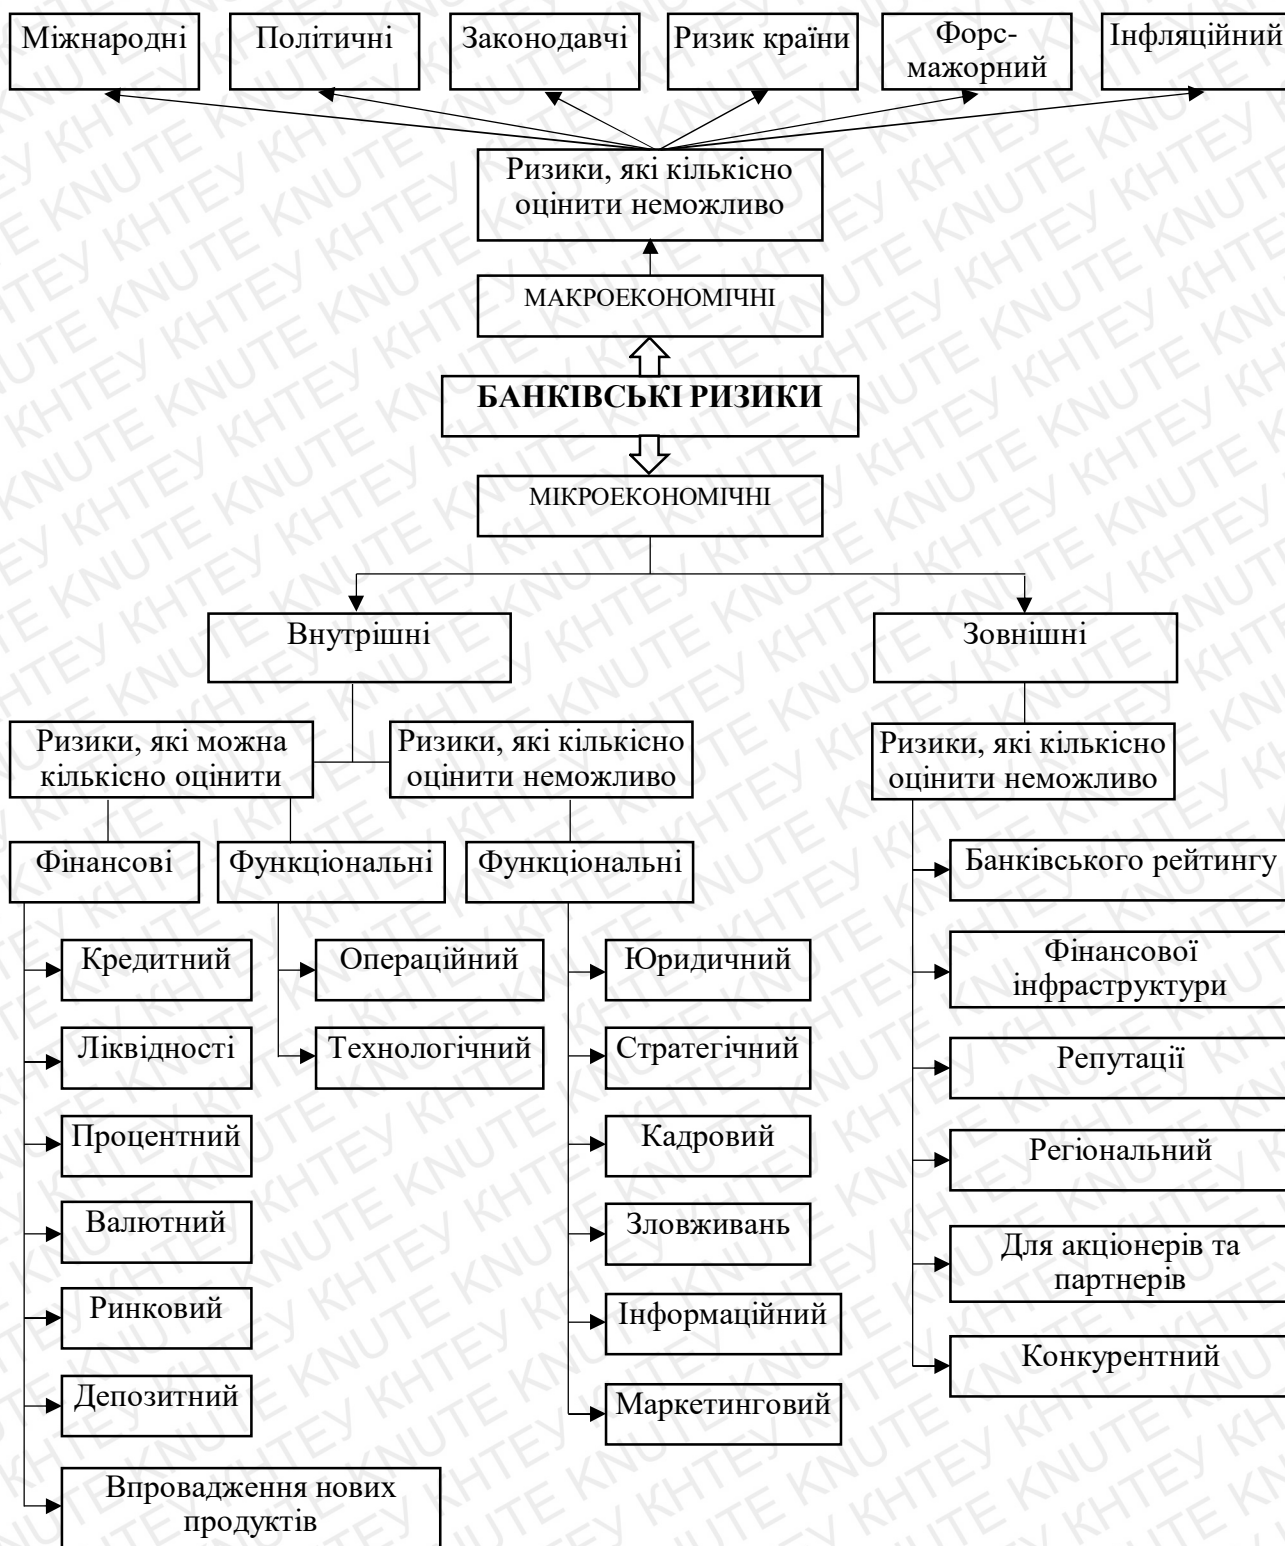 Міжнародні
Політичні
Законодавчі
Ризик країни
Форс-
мажорний
Інфляційний
Ризики, які кількісно
оцінити неможливо
МАКРОЕКОНОМІЧНІ
БАНКІВСЬКІ РИЗИКИ
МІКРОЕКОНОМІЧНІ
Внутрішні
Зовнішні
Ризики, які можна
кількісно оцінити
Ризики, які кількісно
оцінити неможливо
Ризики, які кількісно
оцінити неможливо
Фінансові
Функціональні
Функціональні
Кредитний
Ліквідності
Процентний
Валютний
Ринковий
Депозитний
Впровадження нових
продуктів
Операційний
Технологічний
Юридичний
Стратегічний
Кадровий
Зловживань
Інформаційний
Маркетинговий
Банківського рейтингу
Фінансової
інфраструктури
Репутації
Регіональний
Для акціонерів та
партнерів
Конкурентний
КНТЕУ KNUTE